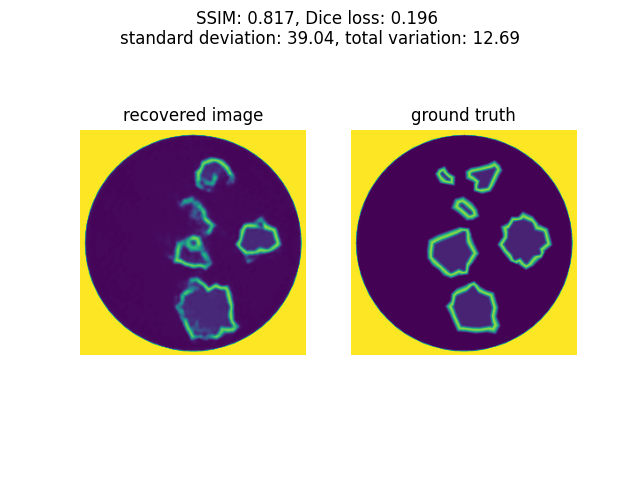 SSIM: 0.817, Dice loss: 0.196
standard deviation: 39.04, total variation: 12.69
recovered image
ground truth